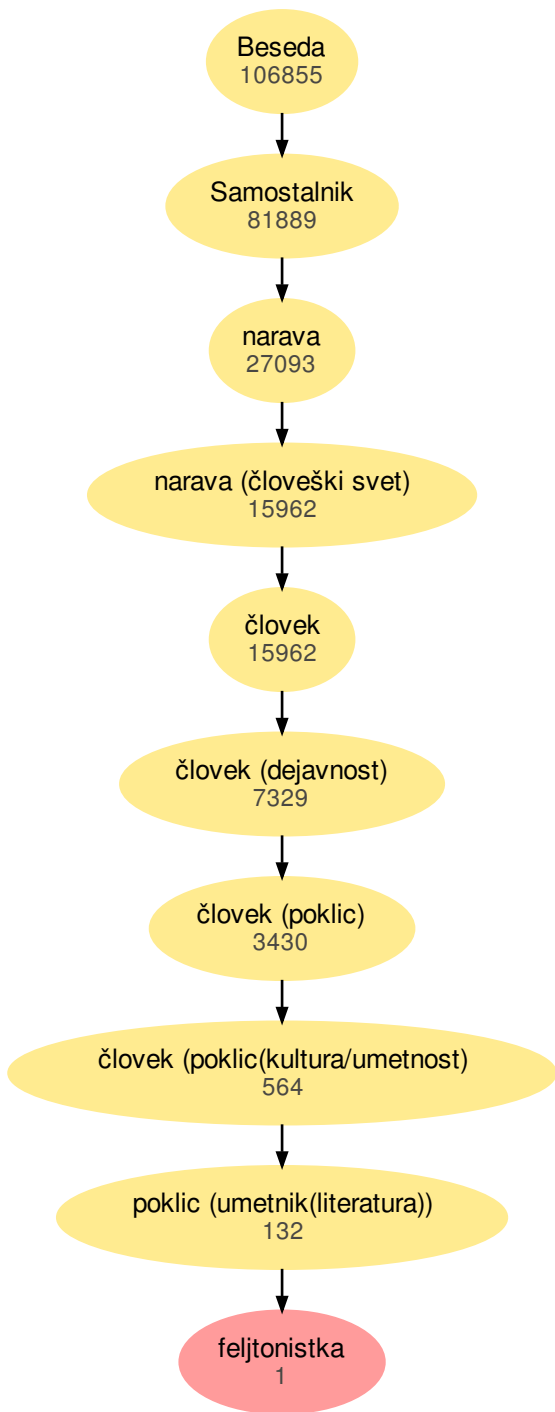 Beseda
106855
Samostalnik
81889
narava
27093
narava (človeški svet)
15962
človek
15962
človek (dejavnost)
7329
človek (poklic)
3430
človek (poklic(kultura/umetnost)
564
poklic (umetnik(literatura))
132
feljtonistka
1